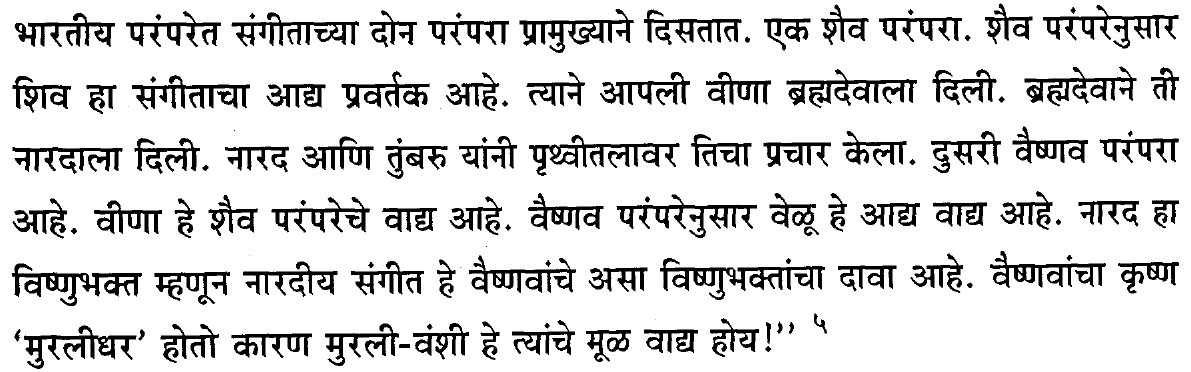 भारतीय परंपरेत संगीताच्या दोन परंपरा प्रामुख्याने दिसतात. एक शैव परंपरा. शैव परंपरेनुसार
शिव हा संगीताचा आद्य प्रवर्तक आहे. त्याने आपली वीणा ब्रह्मदेवाला दिली. ब्रह्मदेवाने ती
नारदाला दिली. नारद आणि तुंबरु यांनी पृथ्वीतलावर तिचा प्रचार केला. दुसरी वैष्णव परंपरा
आहे. वीणा हे शैव परंपरेचे वाद्य आहे. वैष्णव परंपरेनुसार वेळू हे आद्य वाद्य आहे. नारद हा
विष्णुभक्त म्हणून नारदीय संगीत हे वैष्णवांचे असा विष्णुभक्तांचा दावा आहे. वैष्णवांचा कृष्ण
‘मुरलीधर’ होतो कारण मुरली-वंशी हे त्यांचे मूळ वाद्य होय!” ५